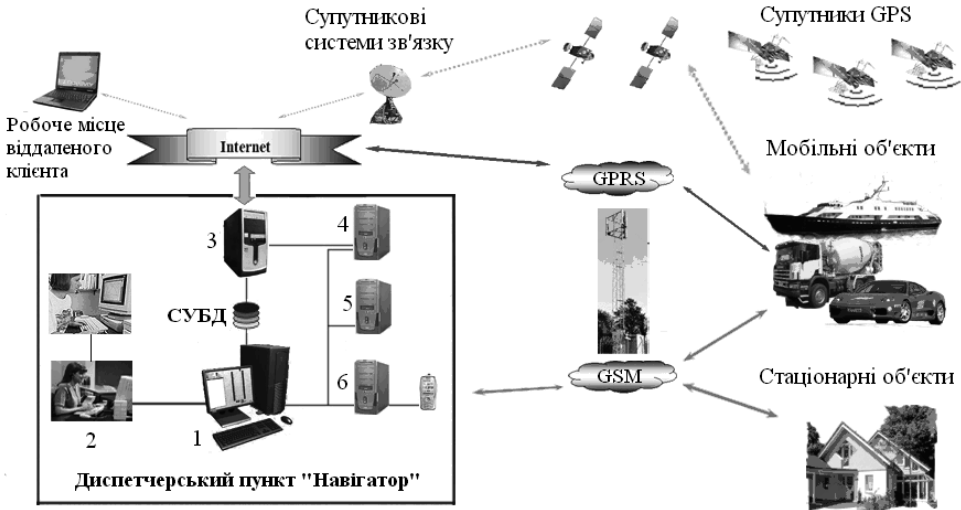 Супутникові
системи зв'язку
Супутники GPS
Робоче місце
віддаленого
клієнта
Internet
Мобільні об'єкти
GPRS
3
4
СУБД
5
6
GSM
Стаціонарні об'єкти
2
1
Диспетчерський пункт "Навігатор"